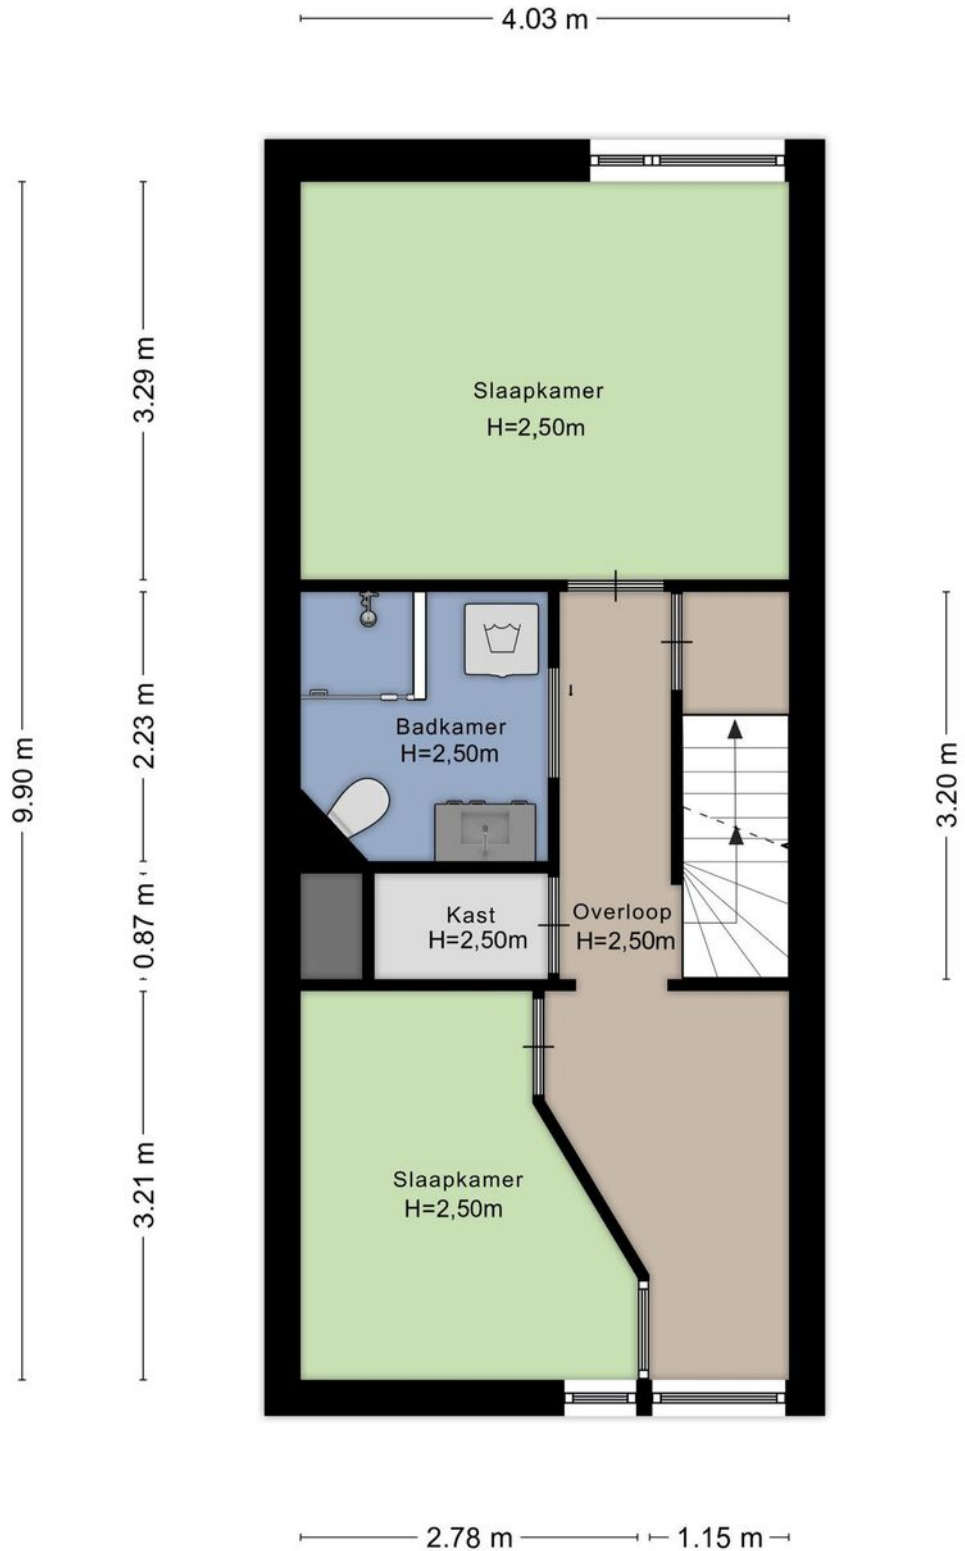 4.03 m
3.29 m
Slaapkamer
H=2,50m
2.23 m
9.90 m
3.20 m
Badkamer
H=2,50m
0.87 m
Kast
H=2,50m
Overloop
H=2,50m
3.21 m
Slaapkamer
H=2,50m
2.78 m
1.15 m